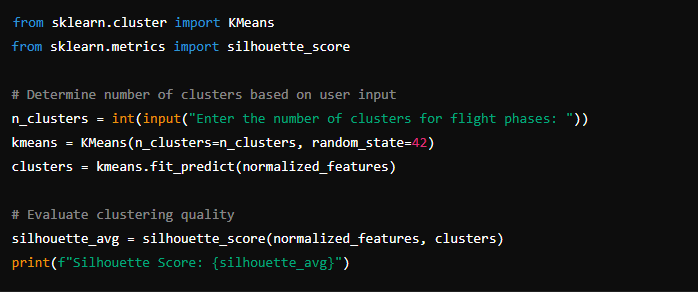 from sklearn.cluster import KMeans
from sklearn.metrics import silhouette_score

# Determine number of clusters based on user input
n_clusters = int(input("Enter the number of clusters for flight phases: "))
kmeans = KMeans(n_clusters=n_clusters, random_state=42)
clusters = kmeans.fit_predict(normalized_features)

# Evaluate clustering quality
silhouette_avg = silhouette_score(normalized_features, clusters)
print(f"Silhouette Score: {silhouette_avg}")